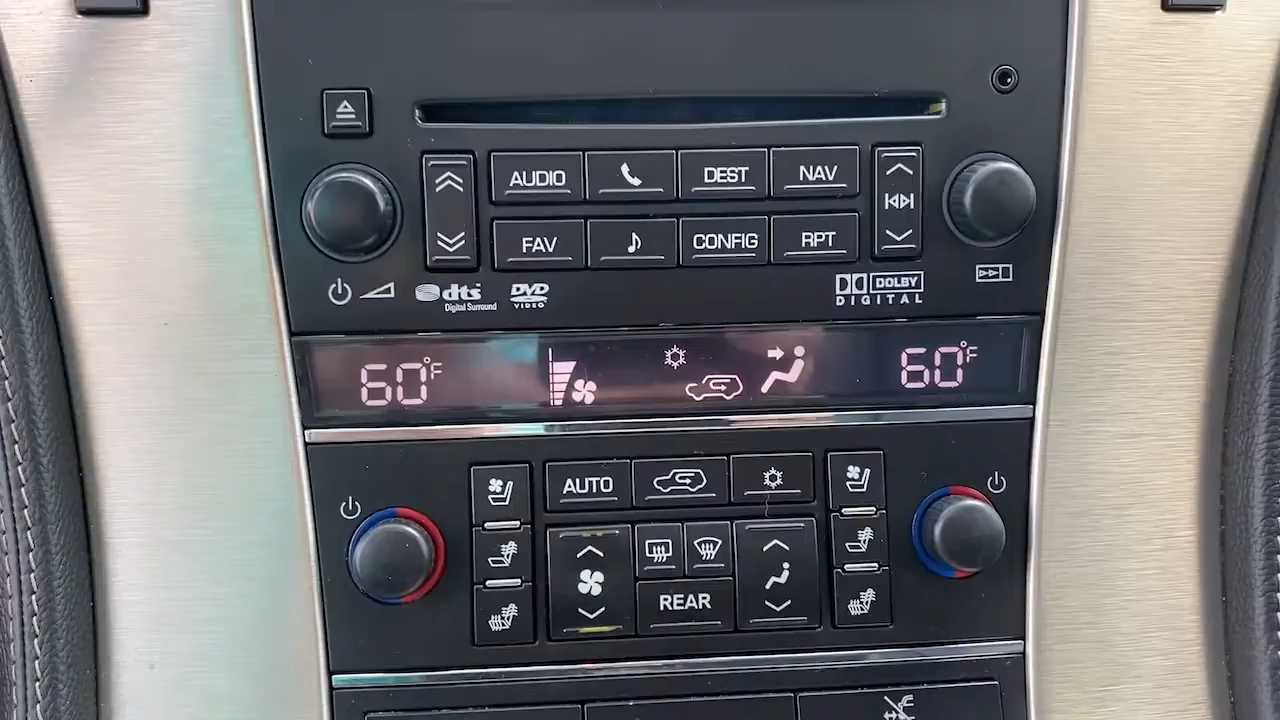 AUDIO DEST NAV
FAV CONFIG RPT
dts
Digital Surround
DVD
VIDEO
DOLBY
DIGITAL
60°F 60°F
AUTO
REAR